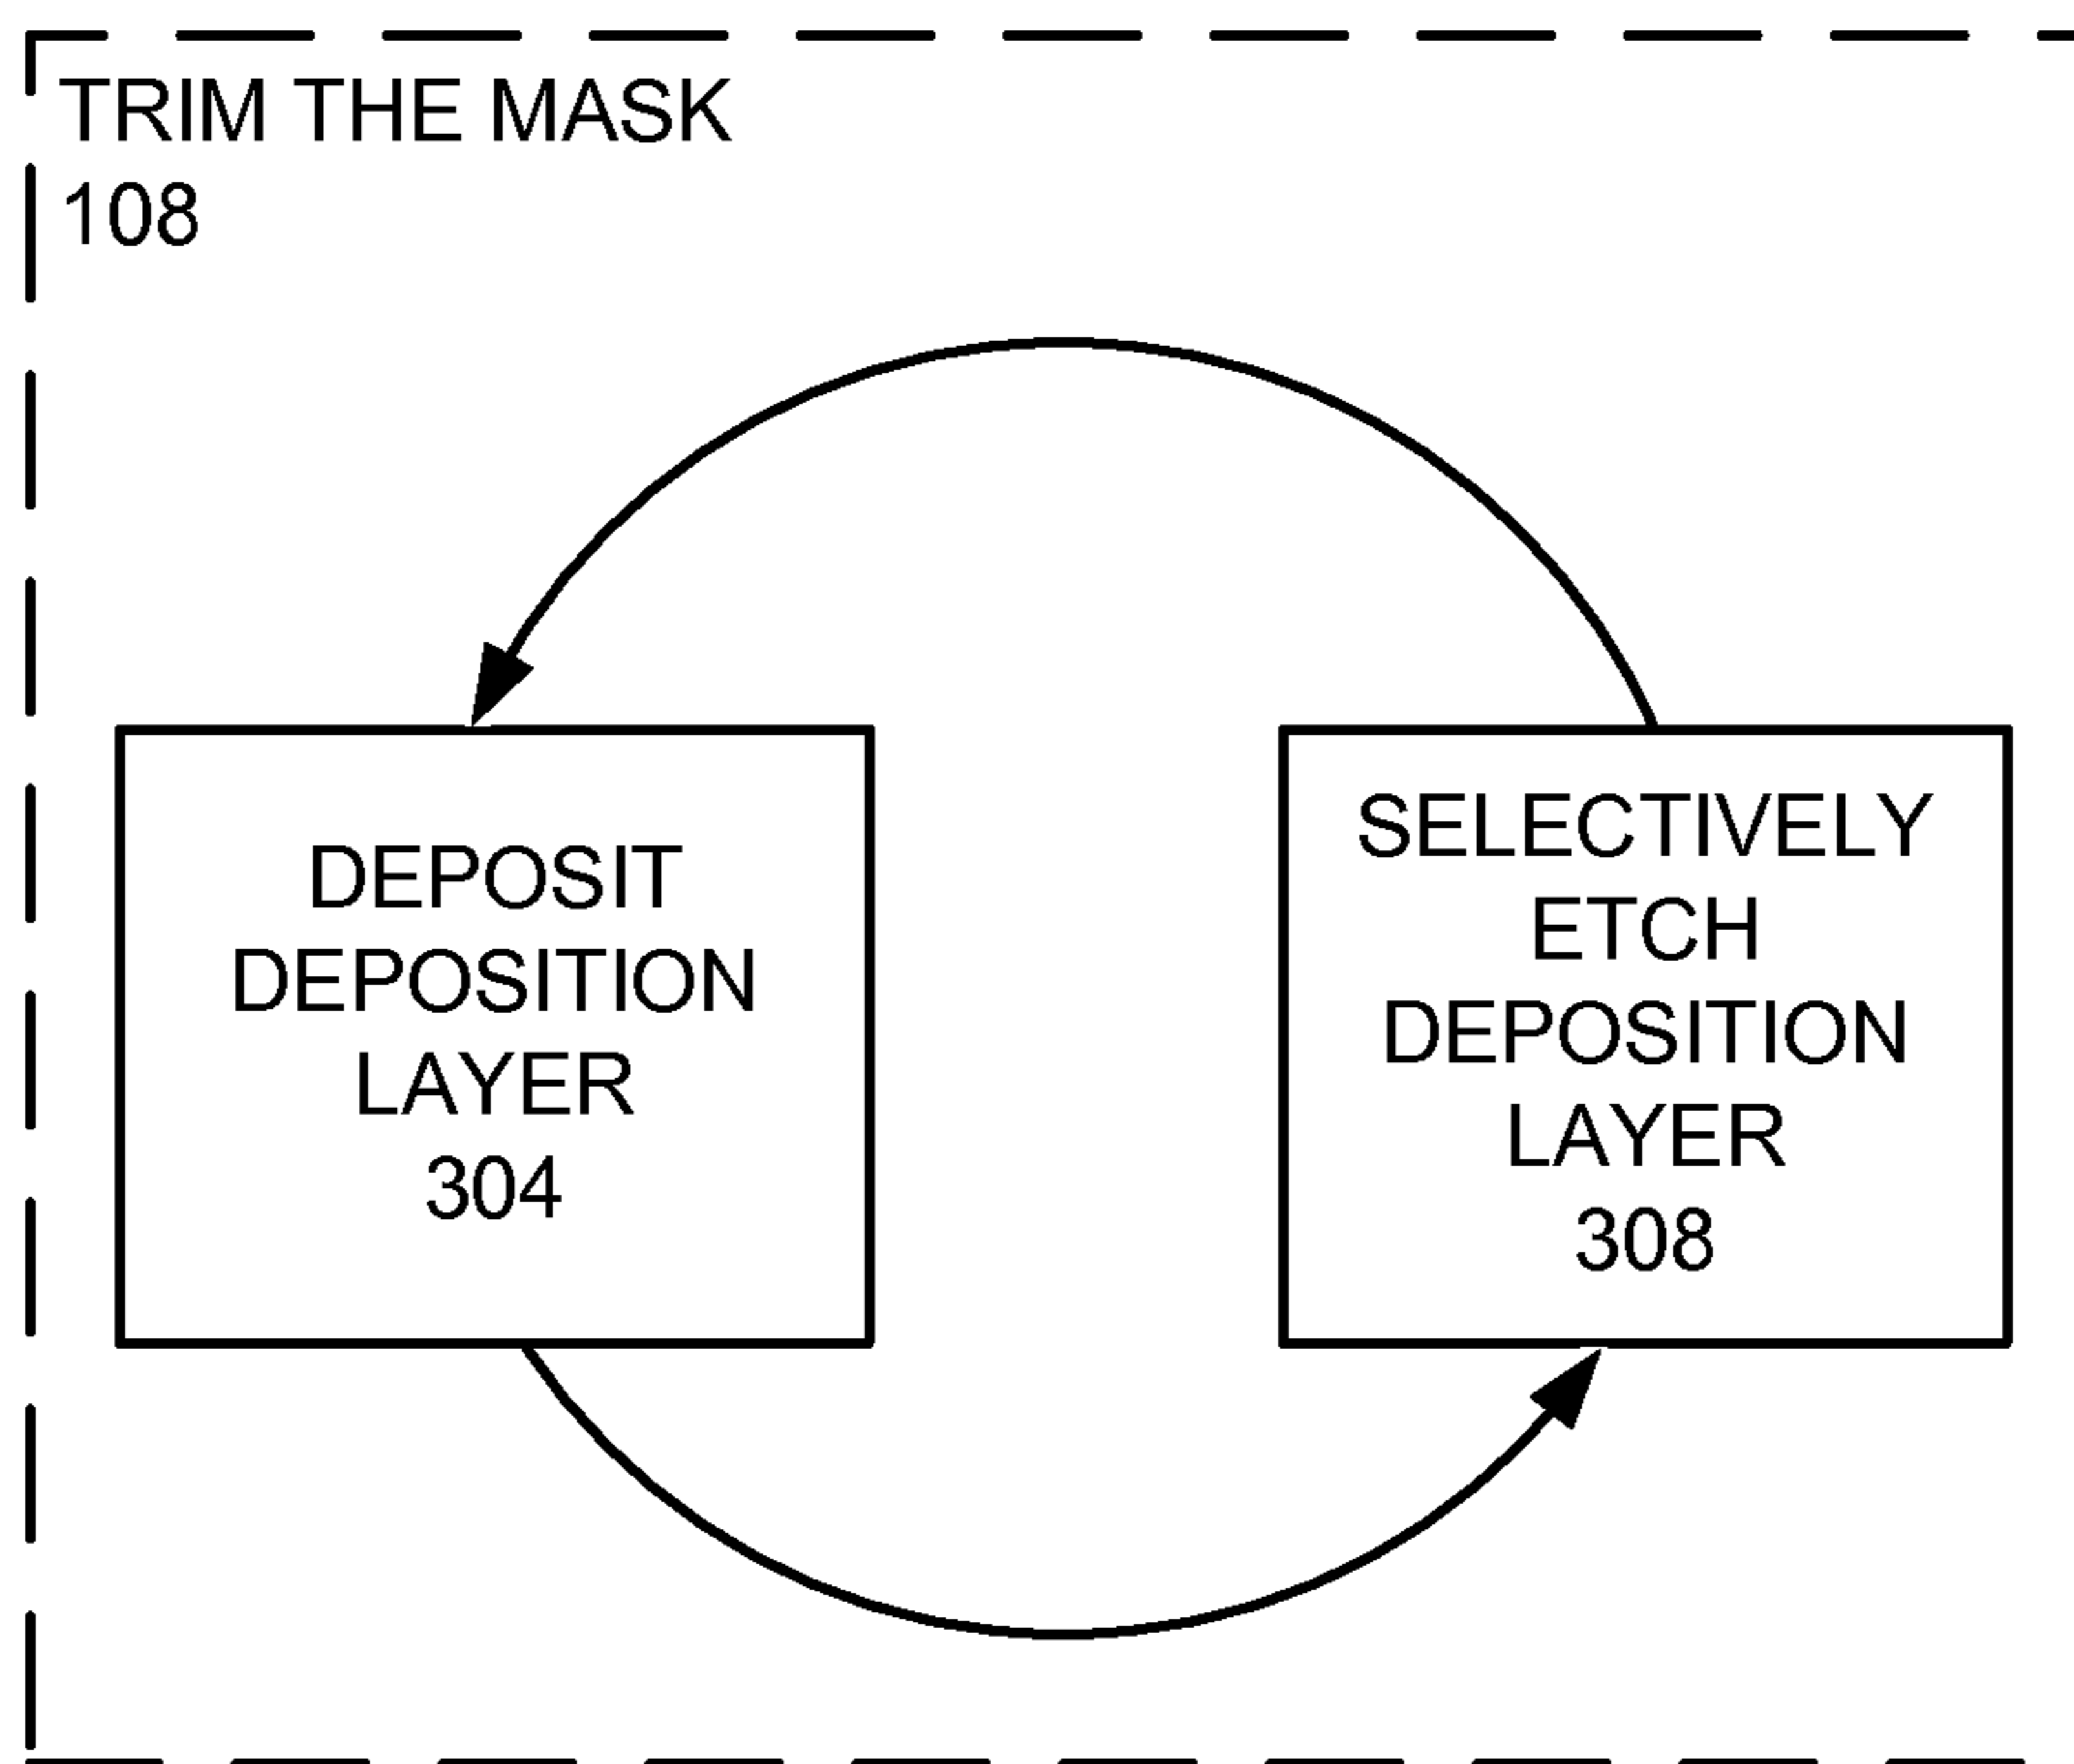 TRIM THE MASK
108
DEPOSIT
DEPOSITION
LAYER
304
SELECTIVELY
ETCH
DEPOSITION
LAYER
308